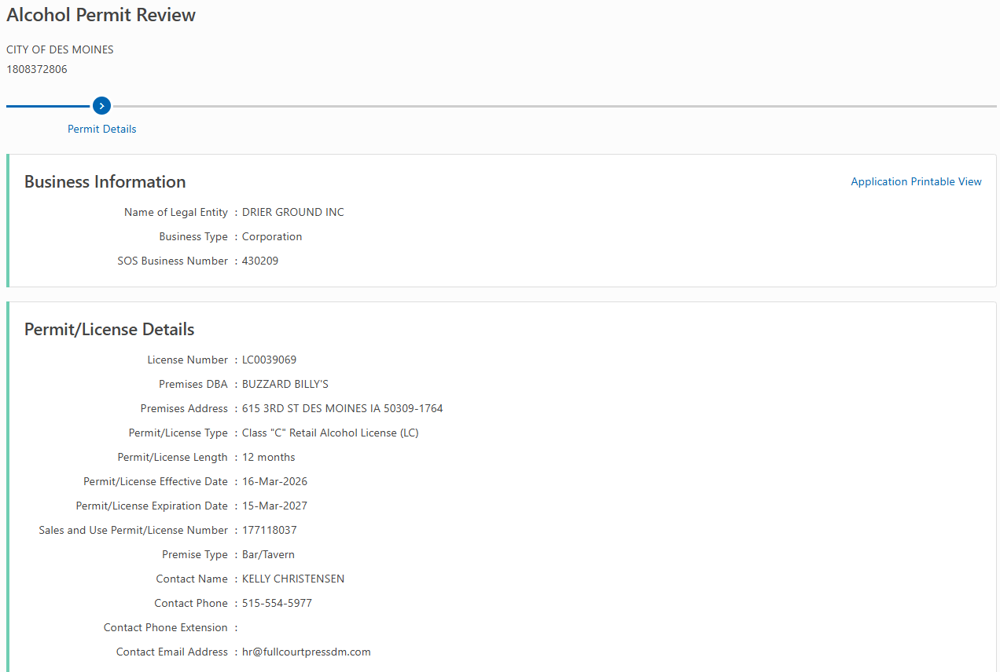 Alcohol Permit Review
CITY OF DES MOINES
1808372806
Permit Details
Business Information
Application Printable View
Name of Legal Entity : DRIER GROUND INC
Business Type : Corporation
SOS Business Number : 430209
Permit/License Details
License Number : LC0039069
Premises DBA : BUZZARD BILLY'S
Premises Address : 615 3RD ST DES MOINES IA 50309-1764
Permit/License Type : Class "C" Retail Alcohol License (LC)
Permit/License Length : 12 months
Permit/License Effective Date : 16-Mar-2026
Permit/License Expiration Date : 15-Mar-2027
Sales and Use Permit/License Number : 177118037
Premise Type : Bar/Tavern
Contact Name : KELLY CHRISTENSEN
Contact Phone : 515-554-5977
Contact Phone Extension :
Contact Email Address : hr@fullcourtpressdm.com